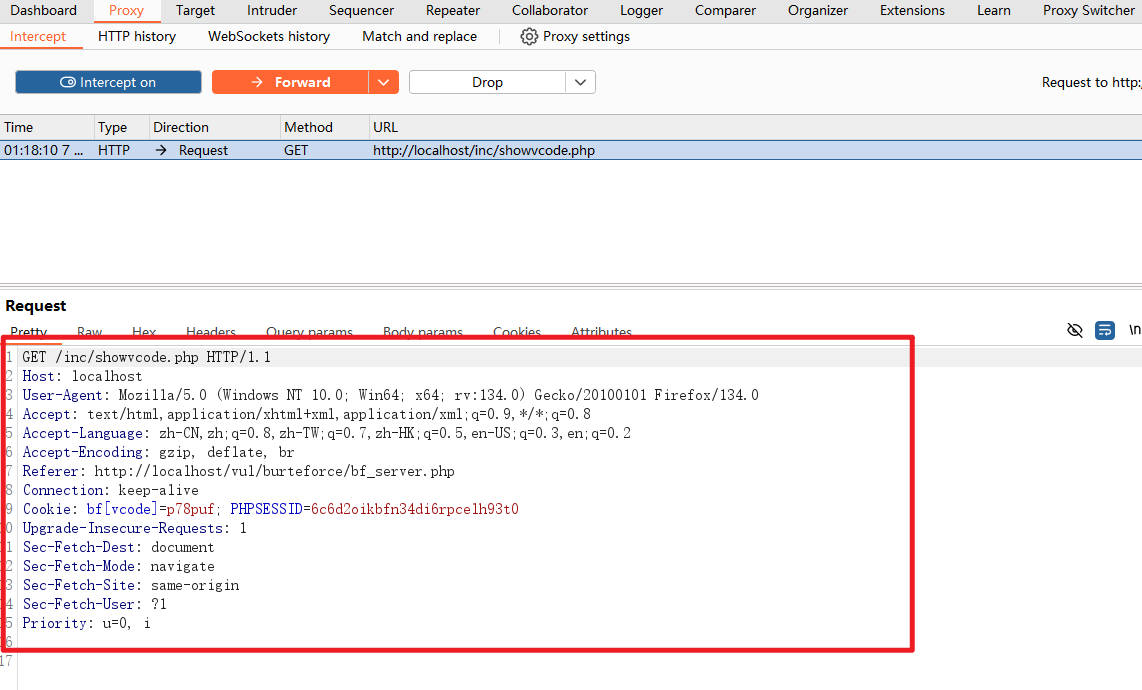 Dashboard Proxy Target Intruder Sequencer Repeater Collaborator Logger Comparer Organizer Extensions Learn Proxy Switcher
Intercept HTTP history WebSockets history Match and replace Proxy settings
Intercept on Forward Drop Request to http:/
Time Type Direction Method URL
01:18:10 7 ... HTTP → Request GET http://localhost/inc/showvcode.php
Request
Pretty Raw Hex Headers Query params Body params Cookies Attributes \n
1 GET /inc/showvcode.php HTTP/1.1
2 Host: localhost
3 User-Agent: Mozilla/5.0 (Windows NT 10.0; Win64; x64; rv:134.0) Gecko/20100101 Firefox/134.0
4 Accept: text/html,application/xhtml+xml,application/xml;q=0.9,*/*;q=0.8
5 Accept-Language: zh-CN,zh;q=0.8,zh-TW;q=0.7,zh-HK;q=0.5,en-US;q=0.3,en;q=0.2
6 Accept-Encoding: gzip, deflate, br
7 Referer: http://localhost/vul/burteforce/bf_server.php
8 Connection: keep-alive
9 Cookie: bf[vcode]=p78puf; PHPSESSID=6c6d2oikbfn34di6rpcelh93t0
10 Upgrade-Insecure-Requests: 1
11 Sec-Fetch-Dest: document
12 Sec-Fetch-Mode: navigate
13 Sec-Fetch-Site: same-origin
14 Sec-Fetch-User: ?1
15 Priority: u=0, i
16
17